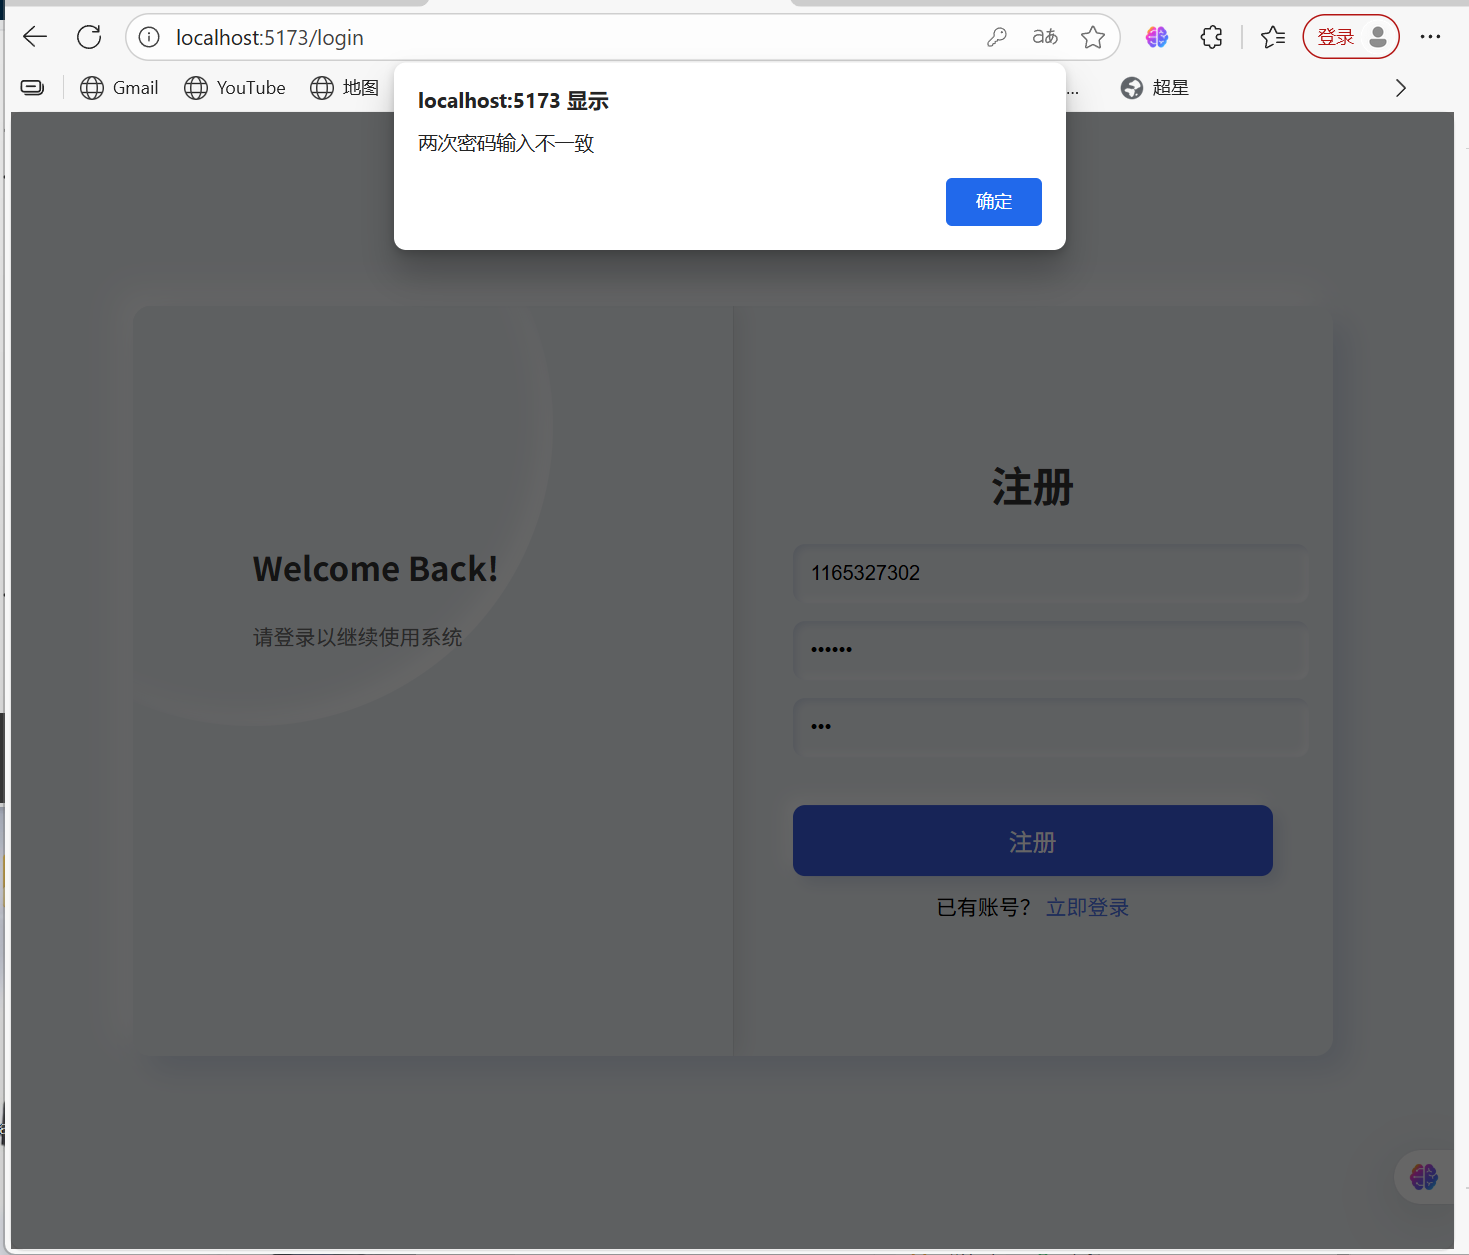 localhost:5173/login
aあ
登录
Gmail
YouTube
地图
...
超星
localhost:5173 显示
两次密码输入不一致
确定
Welcome Back!
请登录以继续使用系统
注册
1165327302
••••••
•••
注册
已有账号? 立即登录